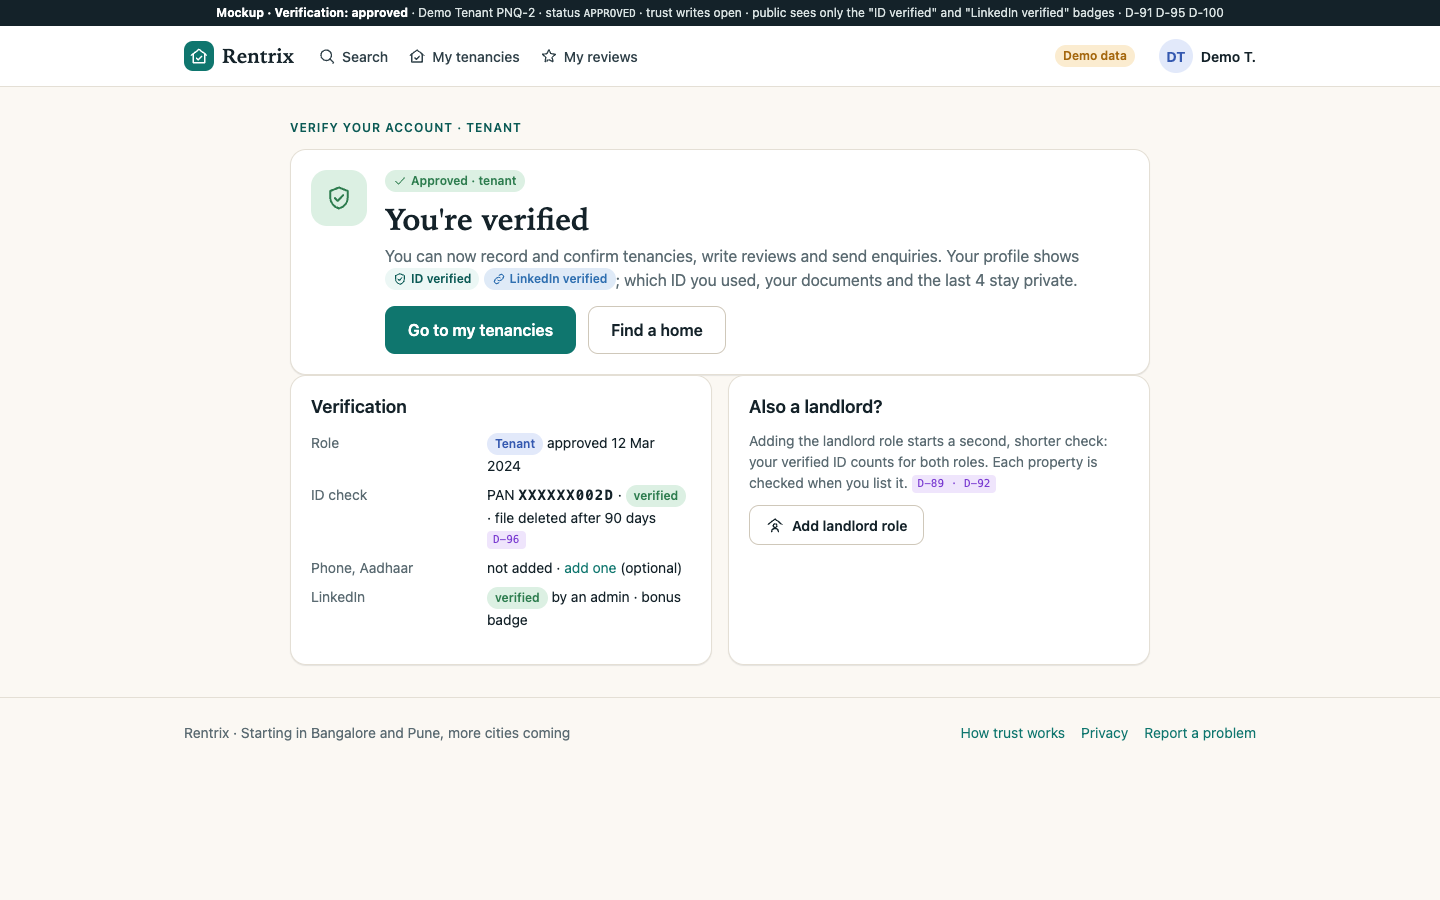 Mockup · Verification: approved · Demo Tenant PNQ-2 · status APPROVED · trust writes open · public sees only the "ID verified" and "LinkedIn verified" badges · D-91 D-95 D-100
Rentrix Search My tenancies My reviews Demo data DT Demo T.
VERIFY YOUR ACCOUNT · TENANT
Approved · tenant
You're verified
You can now record and confirm tenancies, write reviews and send enquiries. Your profile shows
ID verified LinkedIn verified ; which ID you used, your documents and the last 4 stay private.
Go to my tenancies Find a home
Verification
Role Tenant approved 12 Mar
2024
ID check PAN XXXXXX002D · verified
· file deleted after 90 days
D-96
Phone, Aadhaar not added · add one (optional)
LinkedIn verified by an admin · bonus
badge
Also a landlord?
Adding the landlord role starts a second, shorter check:
your verified ID counts for both roles. Each property is
checked when you list it. D-89 · D-92
Add landlord role
Rentrix · Starting in Bangalore and Pune, more cities coming How trust works Privacy Report a problem